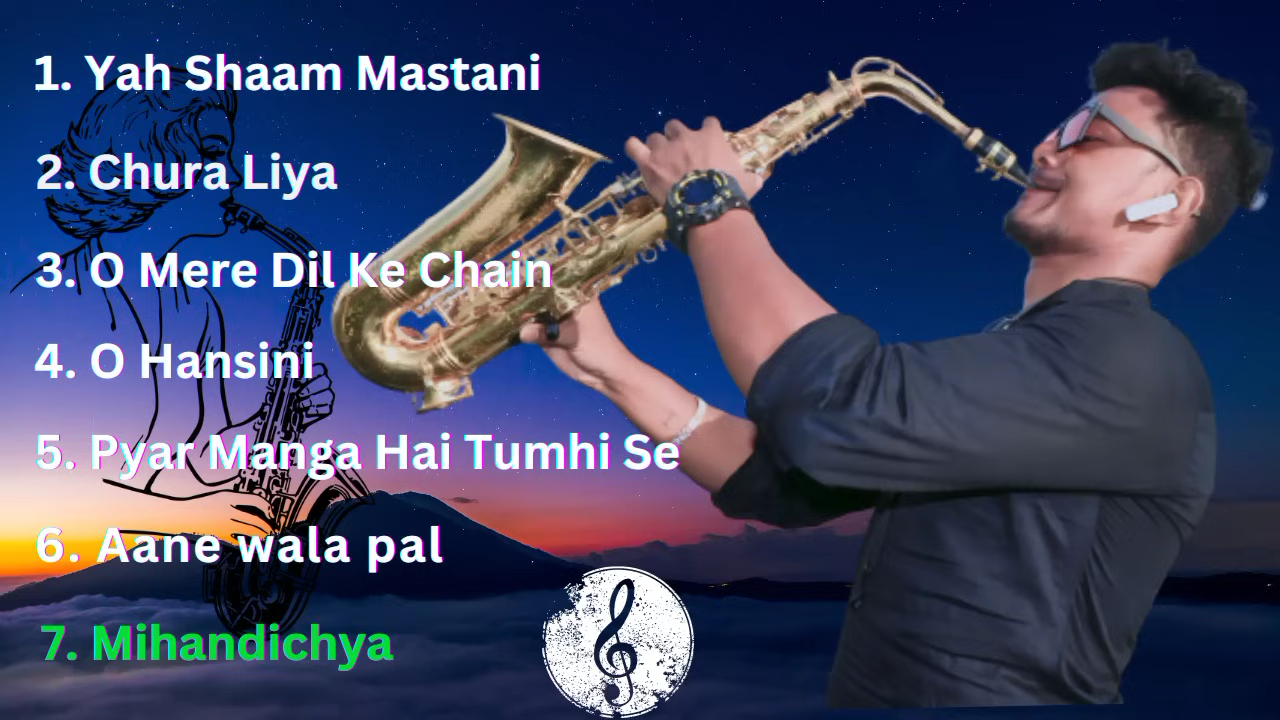 1. Yah Shaam Mastani
2. Chura Liya
3. O Mere Dil Ke Chain
4. O Hansini
5. Pyar Manga Hai Tumhi Se
6. Aane wala pal
7. Mihandichya